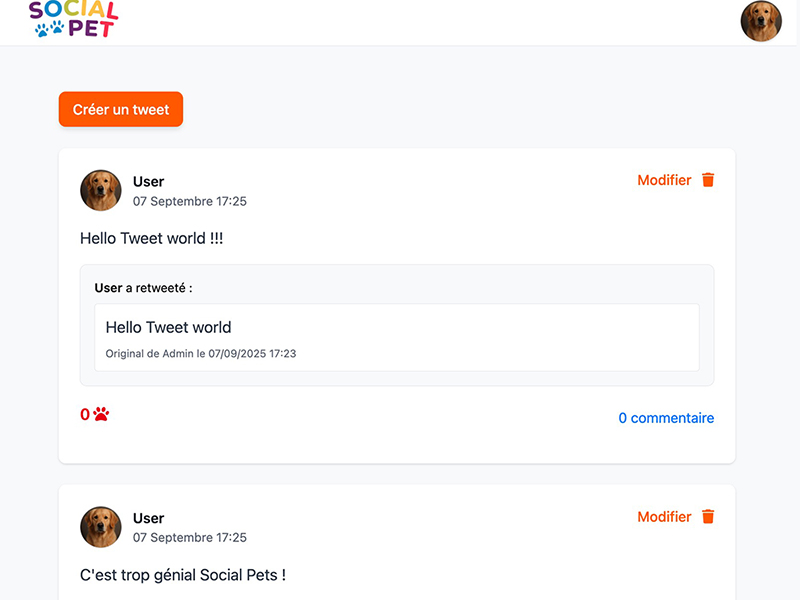 SOCIAL
PET
Créer un tweet
User
07 Septembre 17:25
Modifier
Hello Tweet world !!!
User a retweeté :
Hello Tweet world
Original de Admin le 07/09/2025 17:23
0
0 commentaire
User
07 Septembre 17:25
Modifier
C'est trop génial Social Pets !